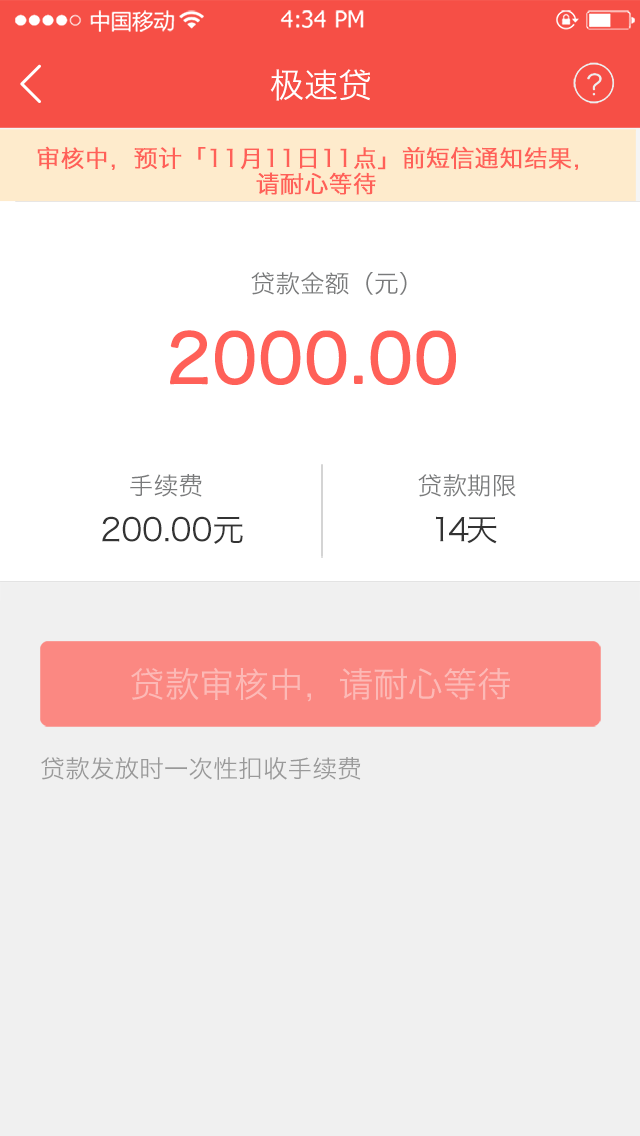 中国移动 4:34 PM
极速贷
?
审核中，预计「11月11日11点」前短信通知结果，
请耐心等待
贷款金额（元）
2000.00
手续费 贷款期限
200.00元 14天
贷款审核中，请耐心等待
贷款发放时一次性扣收手续费